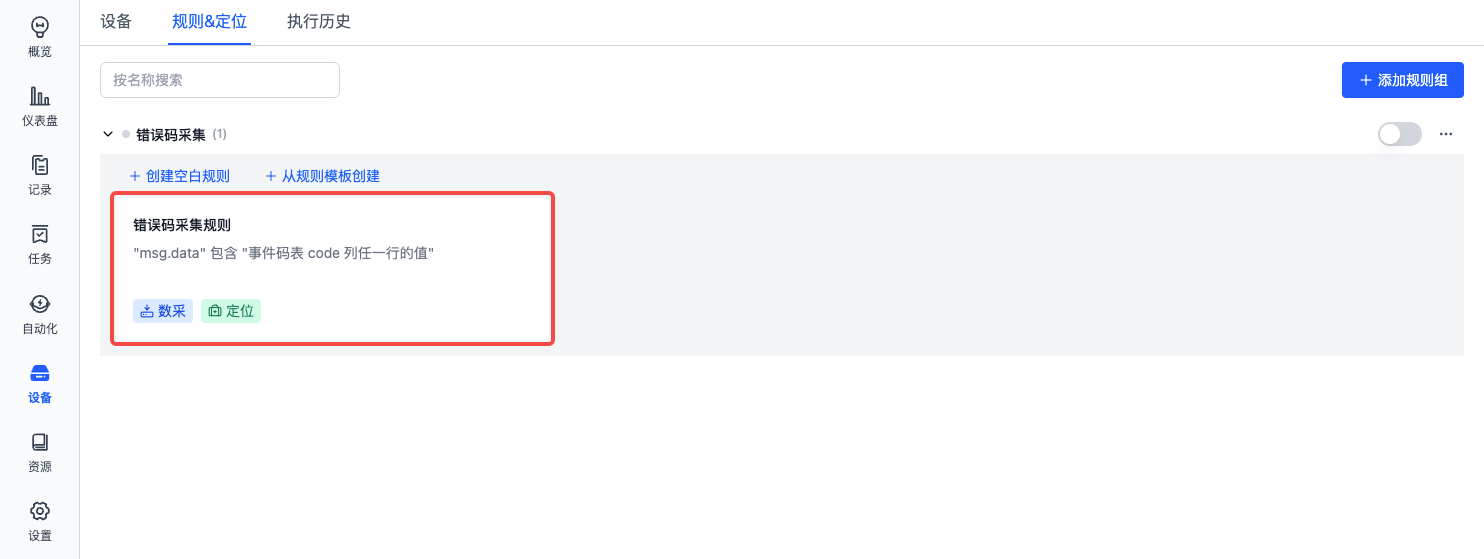 概览
仪表盘
记录
任务
自动化
设备
资源
设置
设备 规则&定位 执行历史
按名称搜索
添加规则组
错误码采集 (1)
创建空白规则 从规则模板创建
错误码采集规则
"msg.data" 包含 "事件码表 code 列任一行的值"
数采 定位